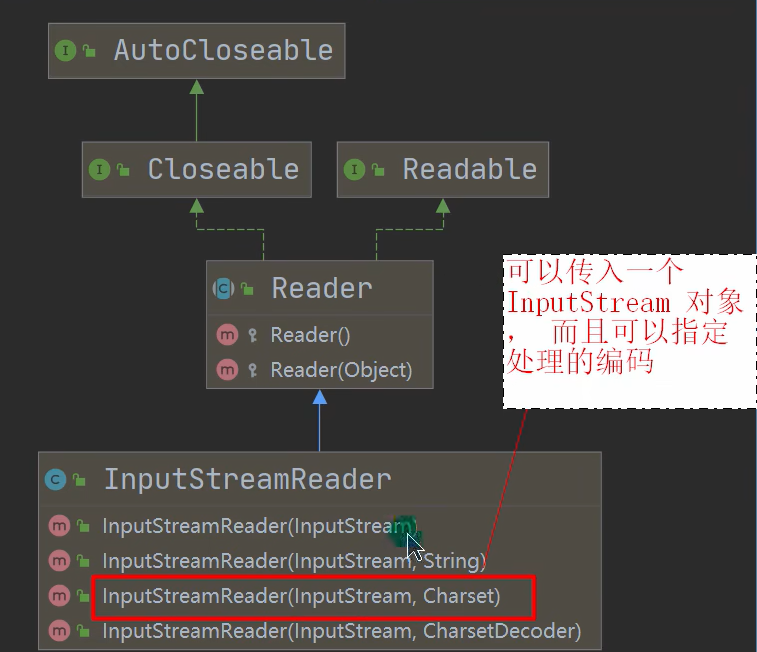 AutoCloseable
Closeable
Readable
Reader
Reader()
Reader(Object)
可以传入一个
InputStream 对象
， 而且可以指定
处理的编码
InputStreamReader
InputStreamReader(InputStream)
InputStreamReader(InputStream, String)
InputStreamReader(InputStream, Charset)
InputStreamReader(InputStream, CharsetDecoder)